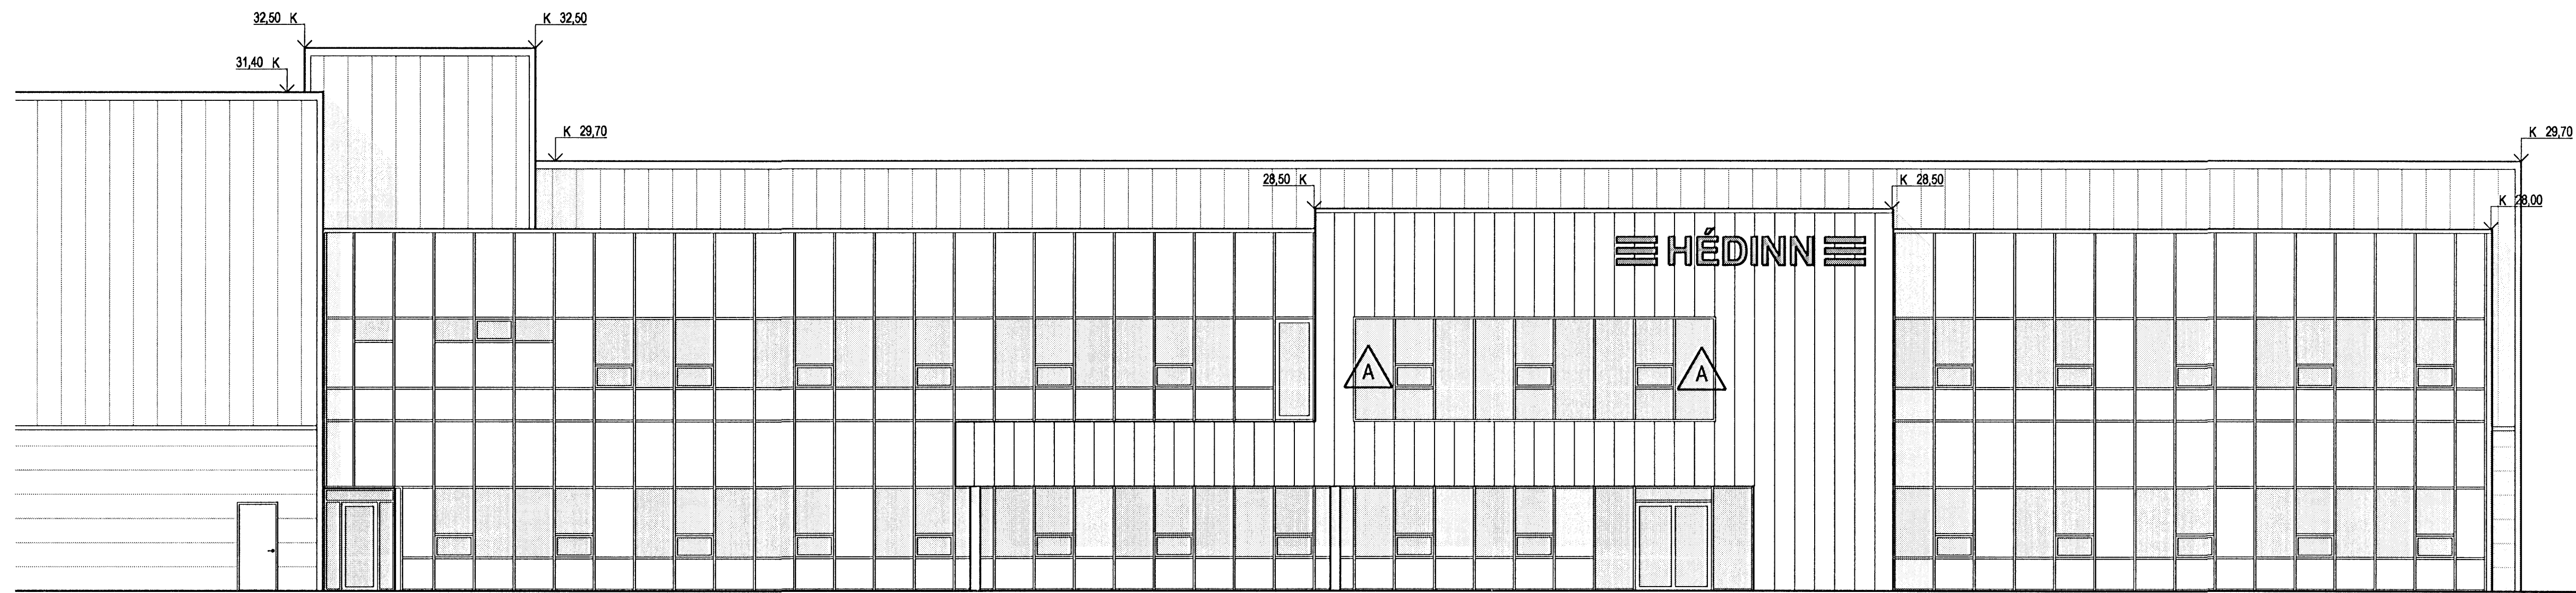 32,50 K
K 32,50
31,40 K
K 29,70
K 29,70
28,50 K
K 28,50
K 28,00
HÉDINN
A
A